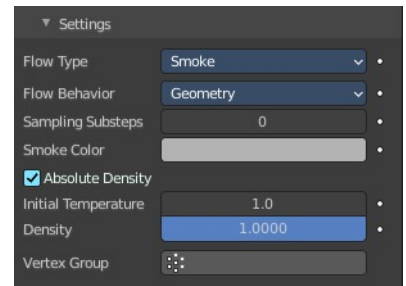 Settings
Flow Type Smoke
Flow Behavior Geometry
Sampling Substeps 0
Smoke Color
Absolute Density
Initial Temperature 1.0
Density 1.0000
Vertex Group